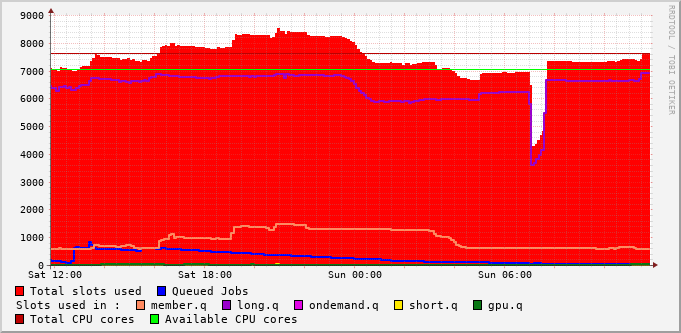 9000
8000
7000
6000
5000
4000
3000
2000
1000
0
Sat 12:00 Sat 18:00 Sun 00:00 Sun 06:00
Total slots used Queued Jobs
Slots used in : member.q long.q ondemand.q short.q gpu.q
Total CPU cores Available CPU cores
RRDTOOL / TOBI OETIKER